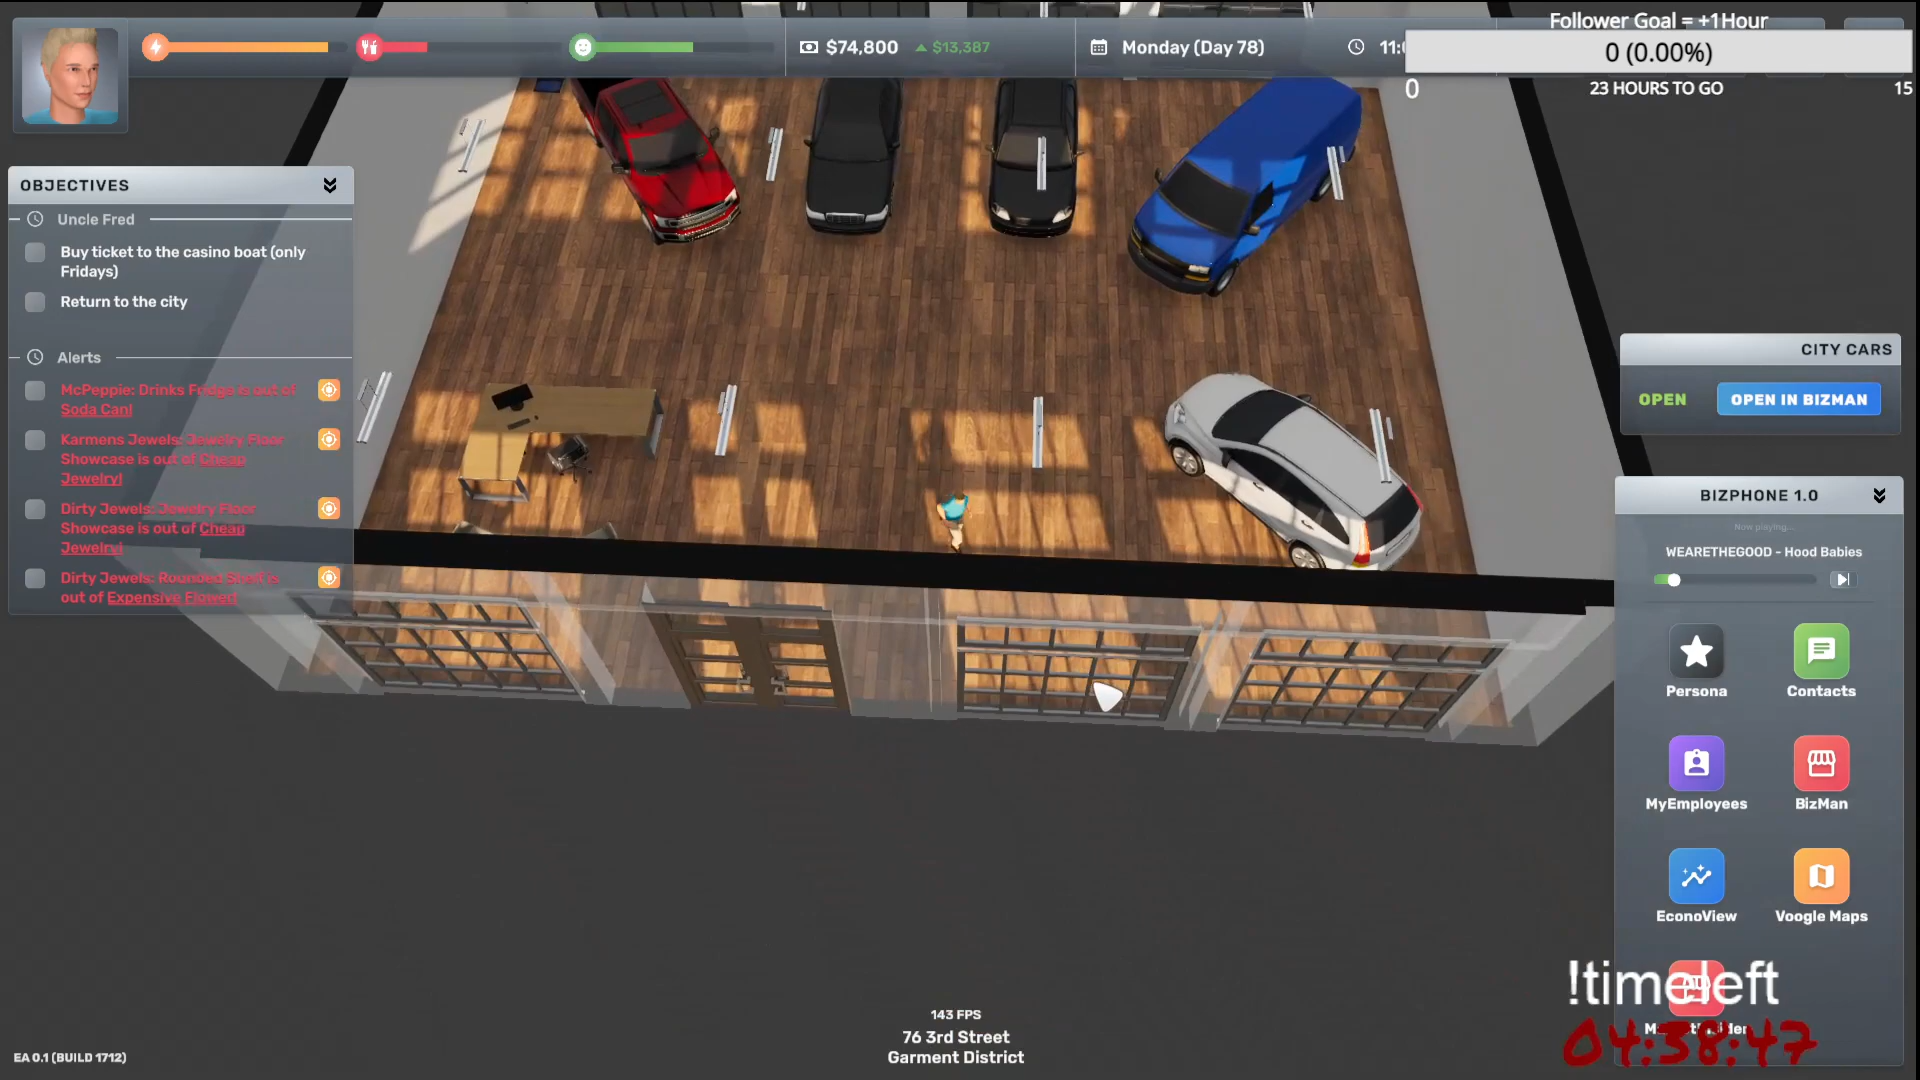 Follower Goal = +1Hour
0 (0.00%)
0
23 HOURS TO GO
15
$74,800
$13,387
Monday (Day 78)
OBJECTIVES
Uncle Fred
Buy ticket to the casino boat (only
Fridays)
Return to the city
Alerts
McPeppie: Drinks Fridge is out of
Soda Can!
Karmens Jewels: Jewelry Floor
Showcase is out of Cheap
Jewelry!
Dirty Jewels: Jewelry Floor
Showcase is out of Cheap
Jewelry!
Dirty Jewels: Rounded Shelf is
out of Expensive Flower!
CITY CARS
OPEN
OPEN IN BIZMAN
BIZPHONE 1.0
Now playing...
WEARETHEGOOD - Hood Babies
Persona
Contacts
MyEmployees
BizMan
EconoView
Voogle Maps
!timeleft
04:38:47
143 FPS
76 3rd Street
Garment District
EA 0.1 (BUILD 1712)